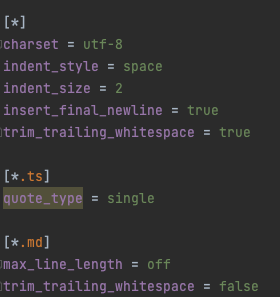 [*]
charset = utf-8
indent_style = space
indent_size = 2
insert_final_newline = true
trim_trailing_whitespace = true
[*.ts]
quote_type = single
[*.md]
max_line_length = off
trim_trailing_whitespace = false